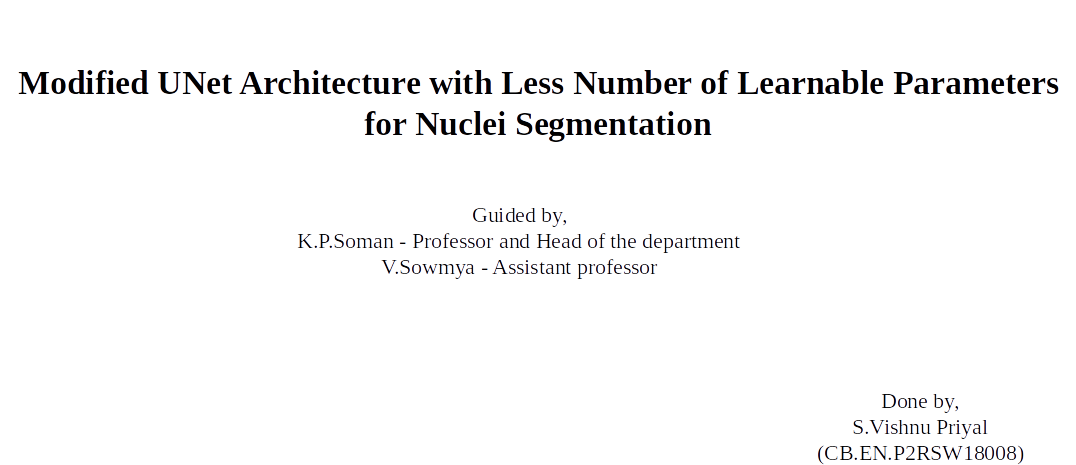 Modified UNet Architecture with Less Number of Learnable Parameters
for Nuclei Segmentation
Guided by,
K.P.Soman - Professor and Head of the department
V.Sowmya - Assistant professor
Done by,
S.Vishnu Priyal
(CB.EN.P2RSW18008)